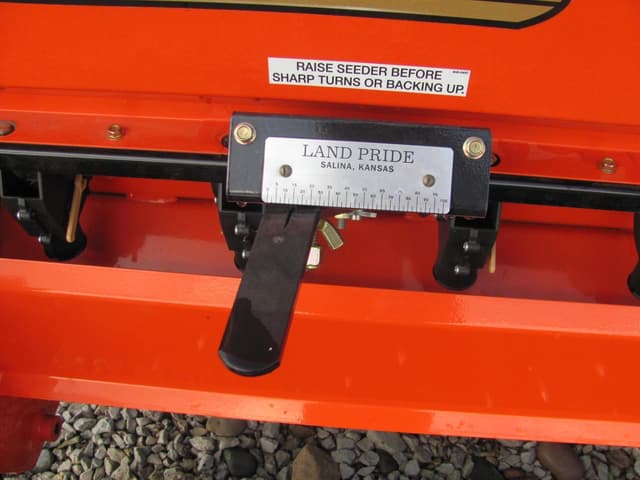 RAISE SEEDER BEFORE
SHARP TURNS OR BACKING UP.
LAND PRIDE
SALINA, KANSAS